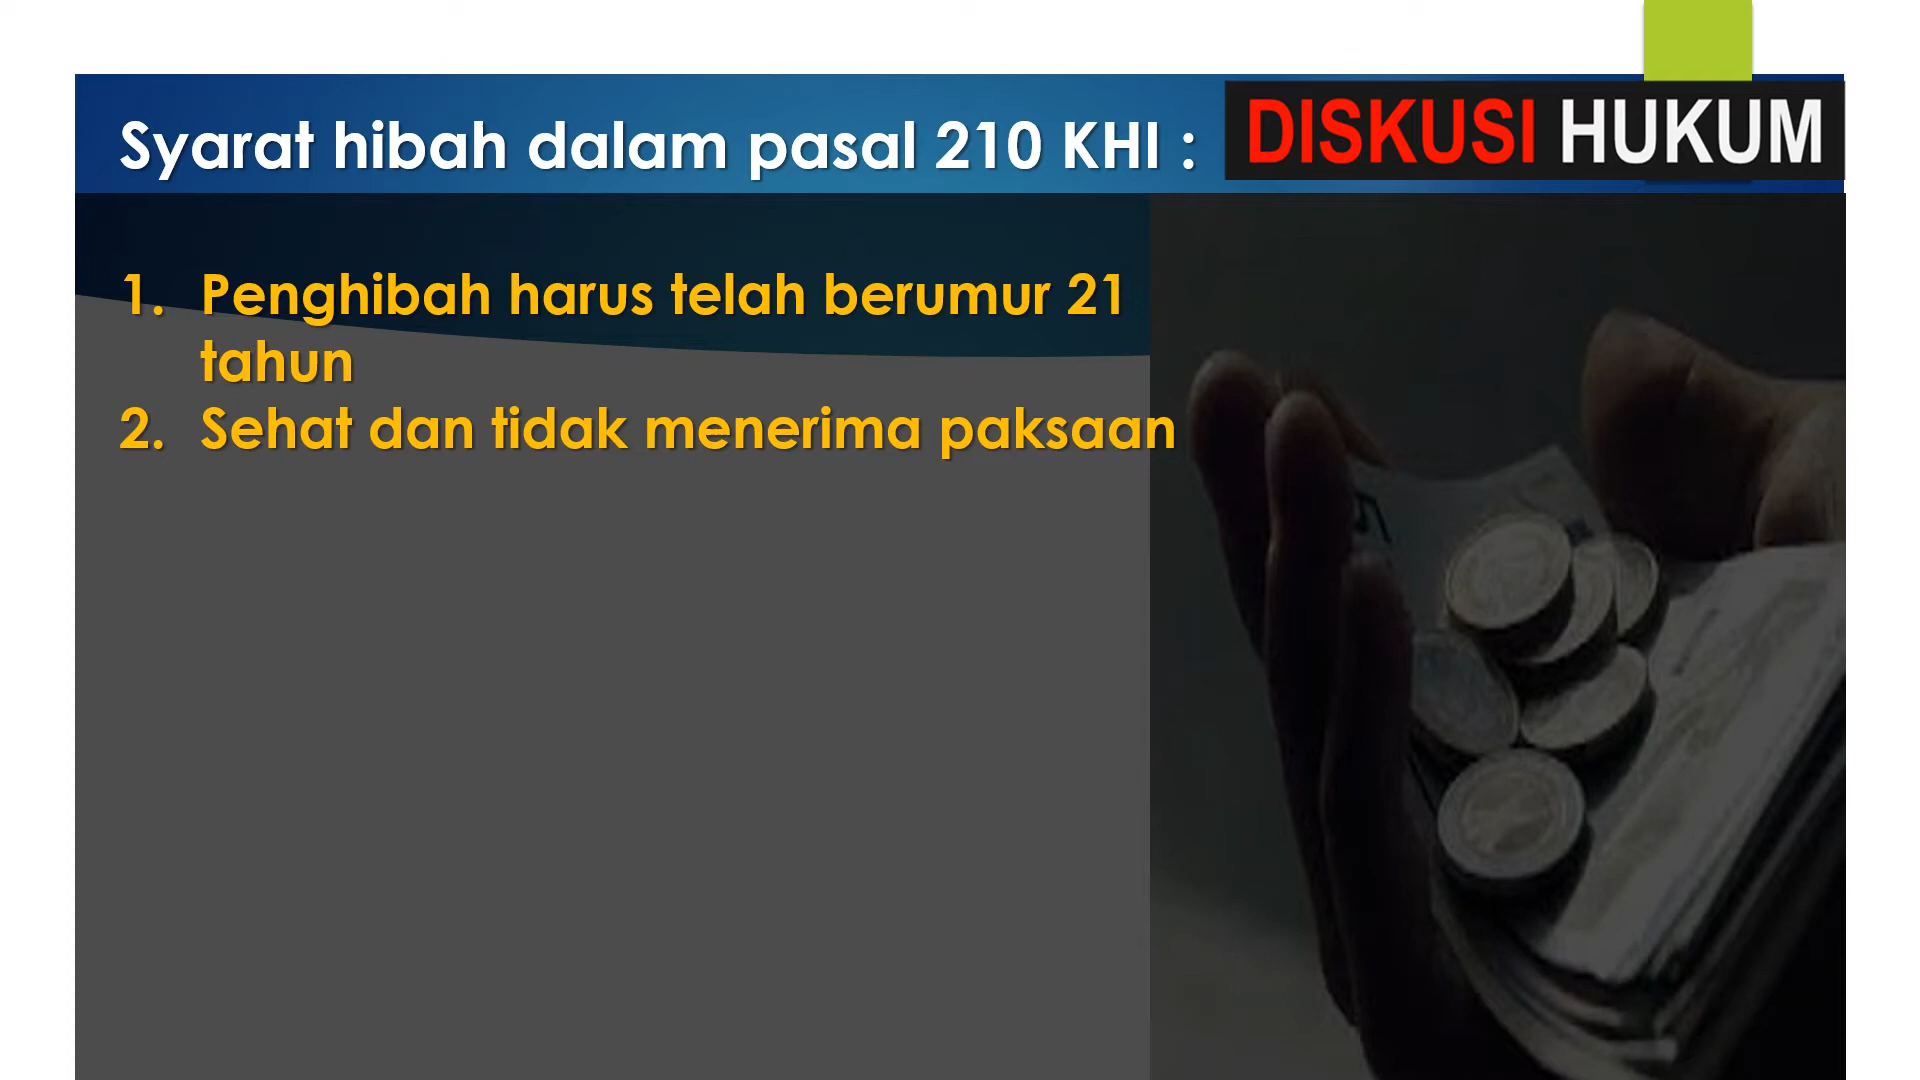 Syarat hibah dalam pasal 210 KHI :
DISKUSI HUKUM
1. Penghibah harus telah berumur 21
tahun
2. Sehat dan tidak menerima paksaan